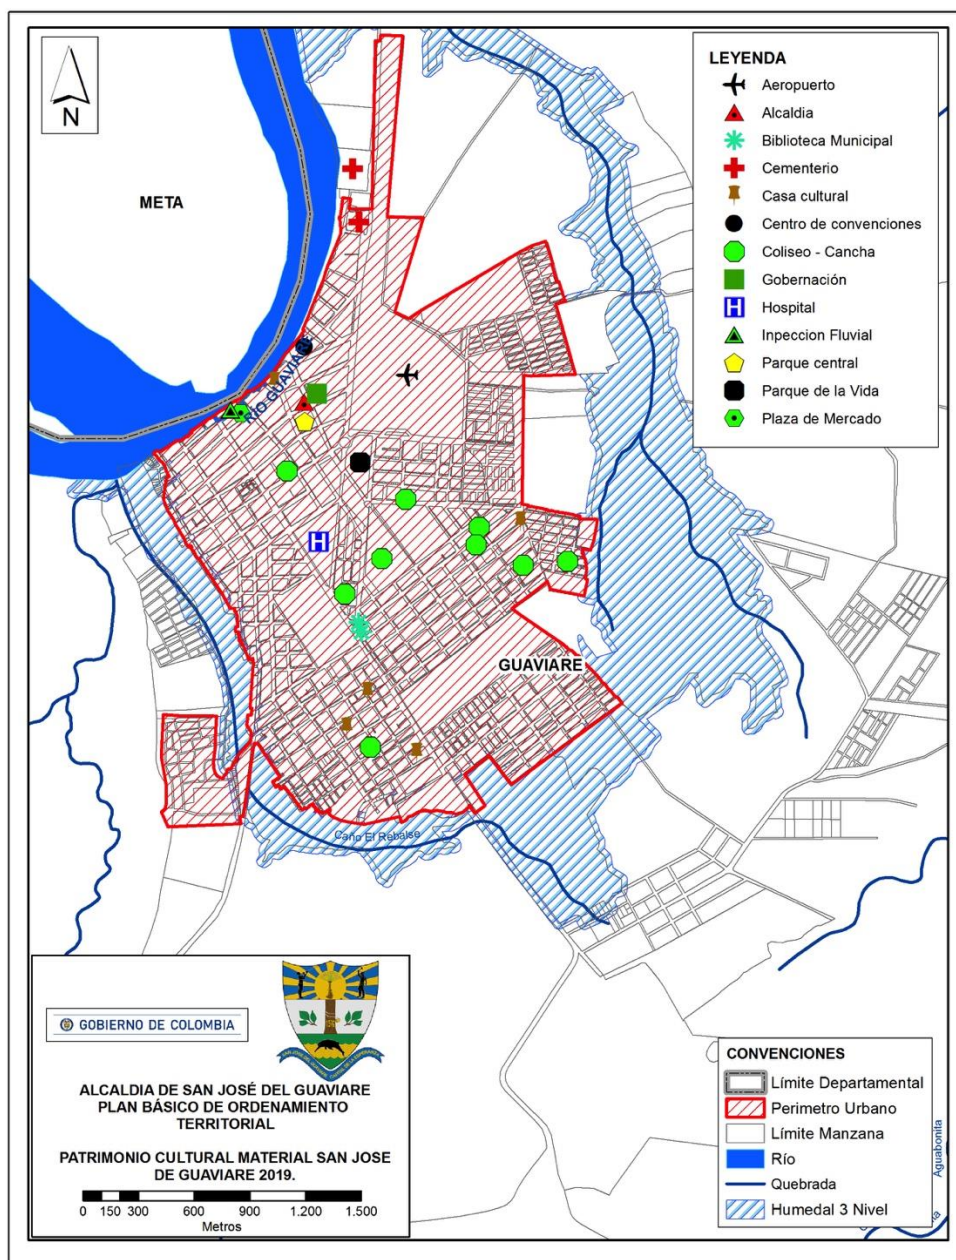 N
META
RÍO GUAVIARE
GUAVIARE
Caño El Rebalse
LEYENDA
Aeropuerto
Alcaldia
Biblioteca Municipal
Cementerio
Casa cultural
Centro de convenciones
Coliseo - Cancha
Gobernación
H Hospital
Inpeccion Fluvial
Parque central
Parque de la Vida
Plaza de Mercado
H
GOBIERNO DE COLOMBIA
ALCALDIA DE SAN JOSÉ DEL GUAVIARE
PLAN BÁSICO DE ORDENAMIENTO
TERRITORIAL
PATRIMONIO CULTURAL MATERIAL SAN JOSE
DE GUAVIARE 2019.
0 150 300 600 900 1.200 1.500
Metros
CONVENCIONES
Límite Departamental
Perimetro Urbano
Límite Manzana
Río
Quebrada
Humedal 3 Nivel
Aguabonita